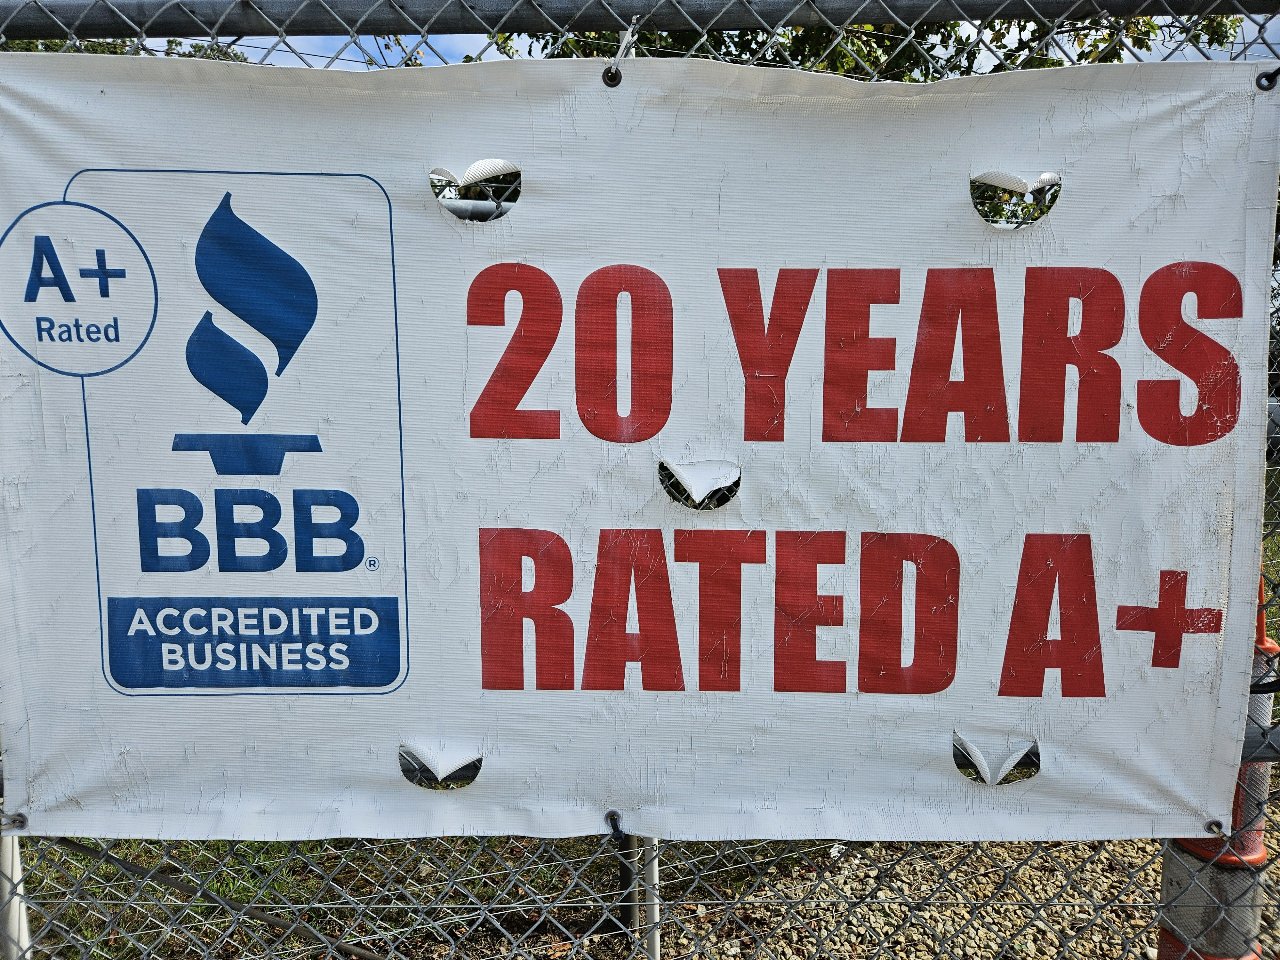 A+
Rated
BBB®
ACCREDITED
BUSINESS
20 YEARS
RATED A+